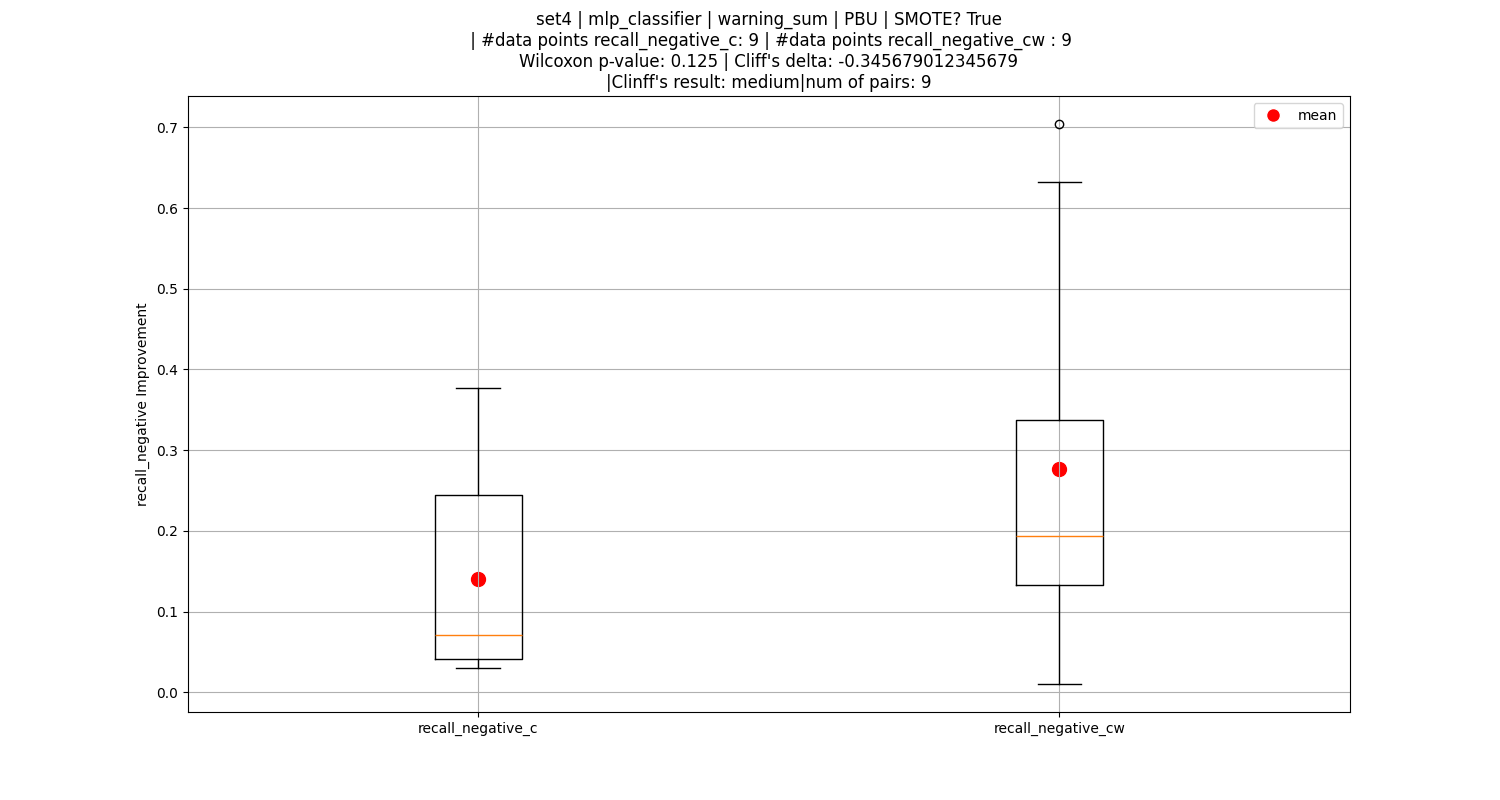 set4 | mlp_classifier | warning_sum | PBU | SMOTE? True
| #data points recall_negative_c: 9 | #data points recall_negative_cw : 9
Wilcoxon p-value: 0.125 | Cliff's delta: -0.345679012345679
|Clinff's result: medium|num of pairs: 9
mean
0.7
0.6
0.5
0.4
0.3
0.2
0.1
0.0
recall_negative Improvement
recall_negative_c
recall_negative_cw